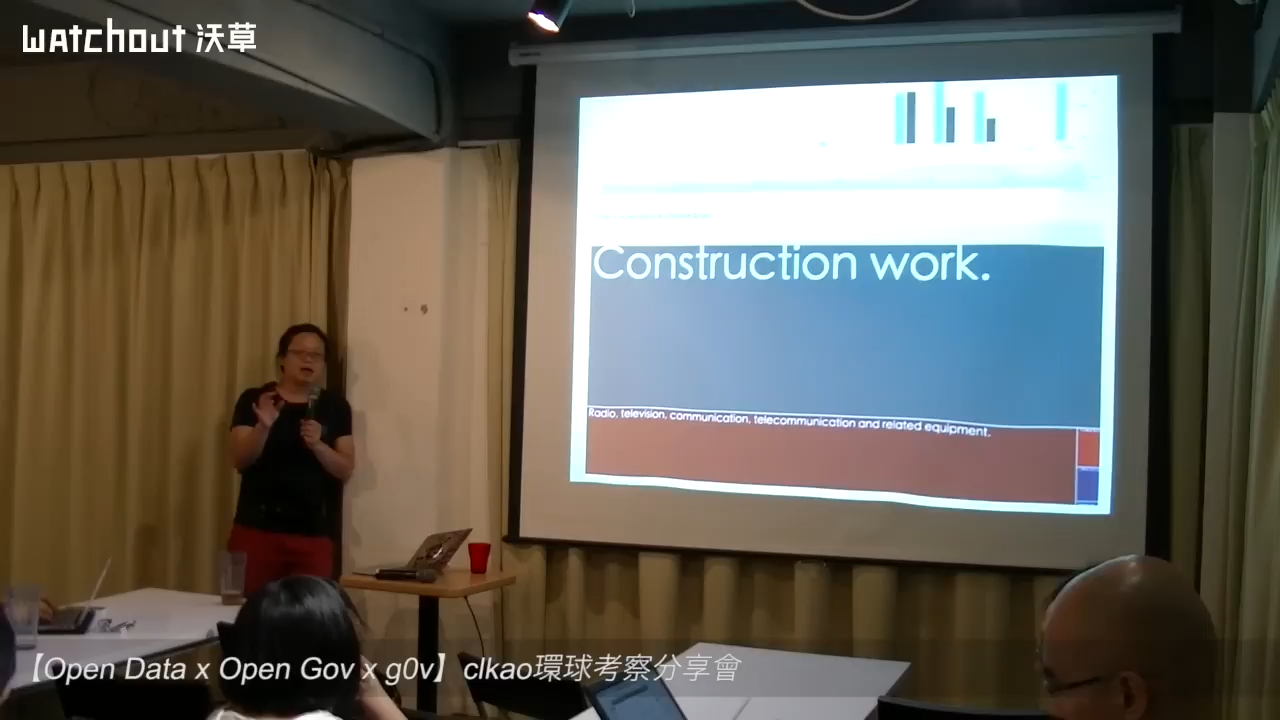 watchout 沃草
Construction work.
Radio, television, communication, telecommunication and related equipment.
【Open Data x Open Gov x g0v】clkao環球考察分享會